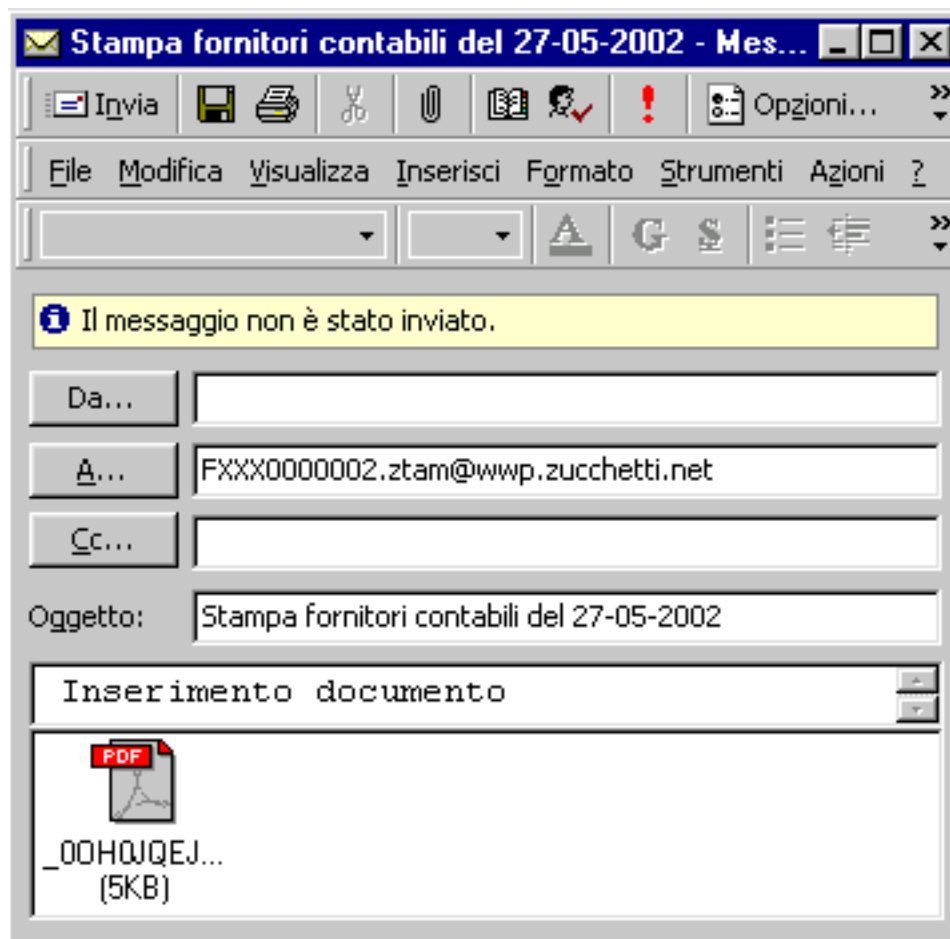 Stampa fornitori contabili del 27-05-2002 - Mes...
Invia Opzioni...
File Modifica Visualizza Inserisci Formato Strumenti Azioni ?
A G S
Il messaggio non è stato inviato.
Da...
A... FXXX0000002.ztam@wwp.zucchetti.net
Cc...
Oggetto: Stampa fornitori contabili del 27-05-2002
Inserimento documento
PDF
_0OH0JQEJ...
(5KB)